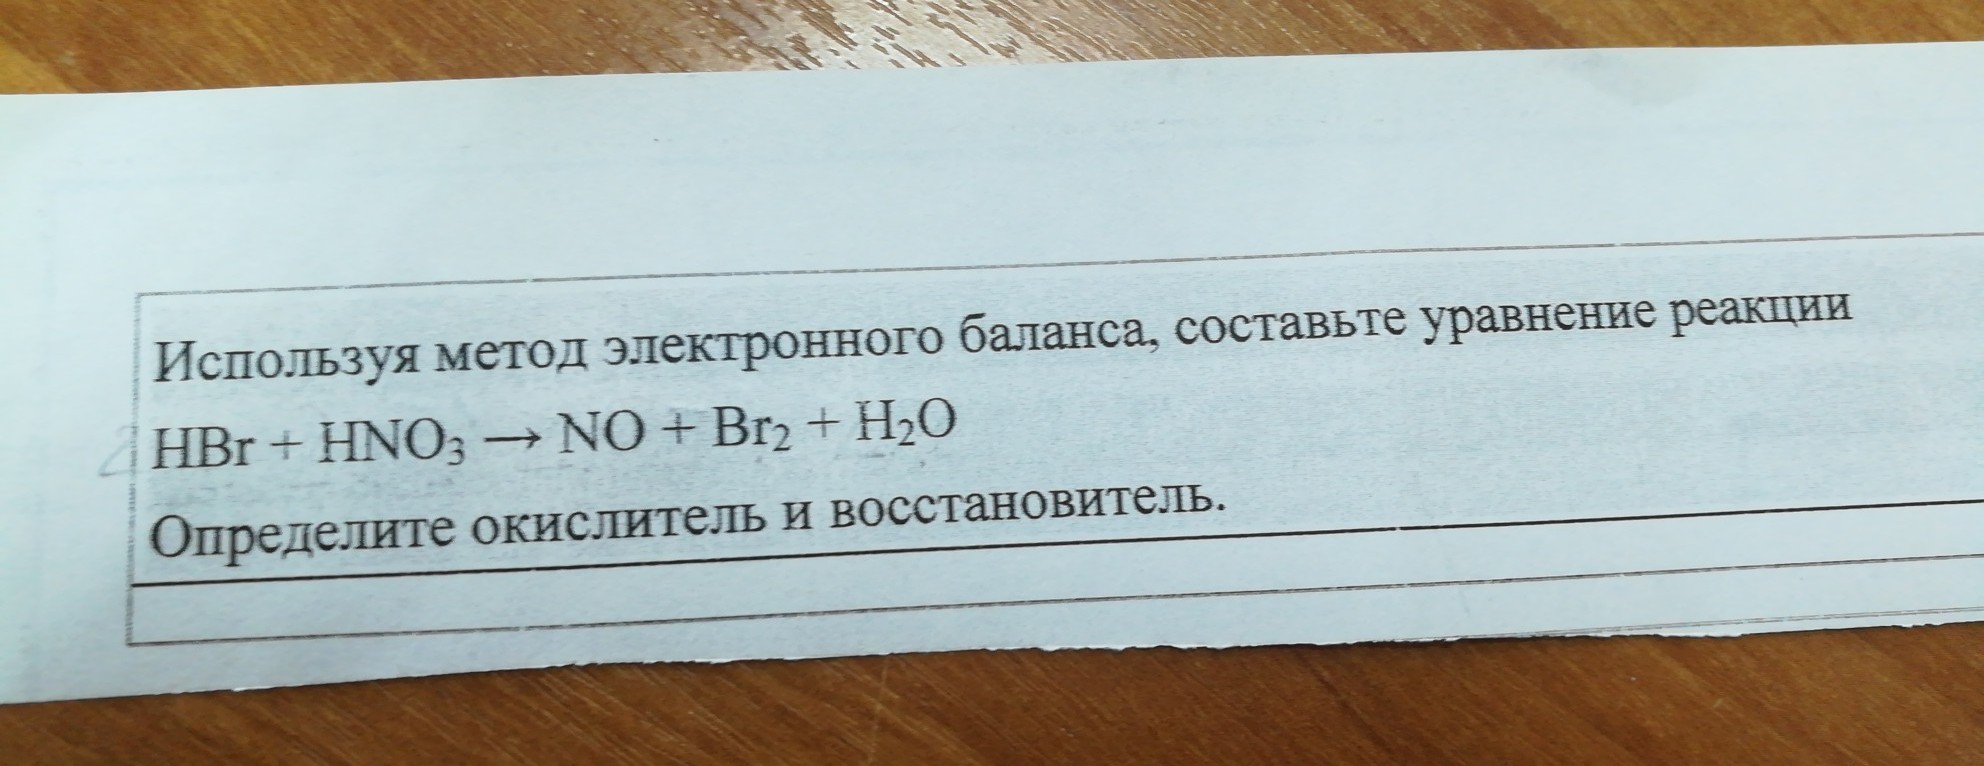 Используя метод электронного баланса, составьте уравнение реакции
HBr + HNO₃ → NO + Br₂ + H₂O
Определите окислитель и восстановитель.